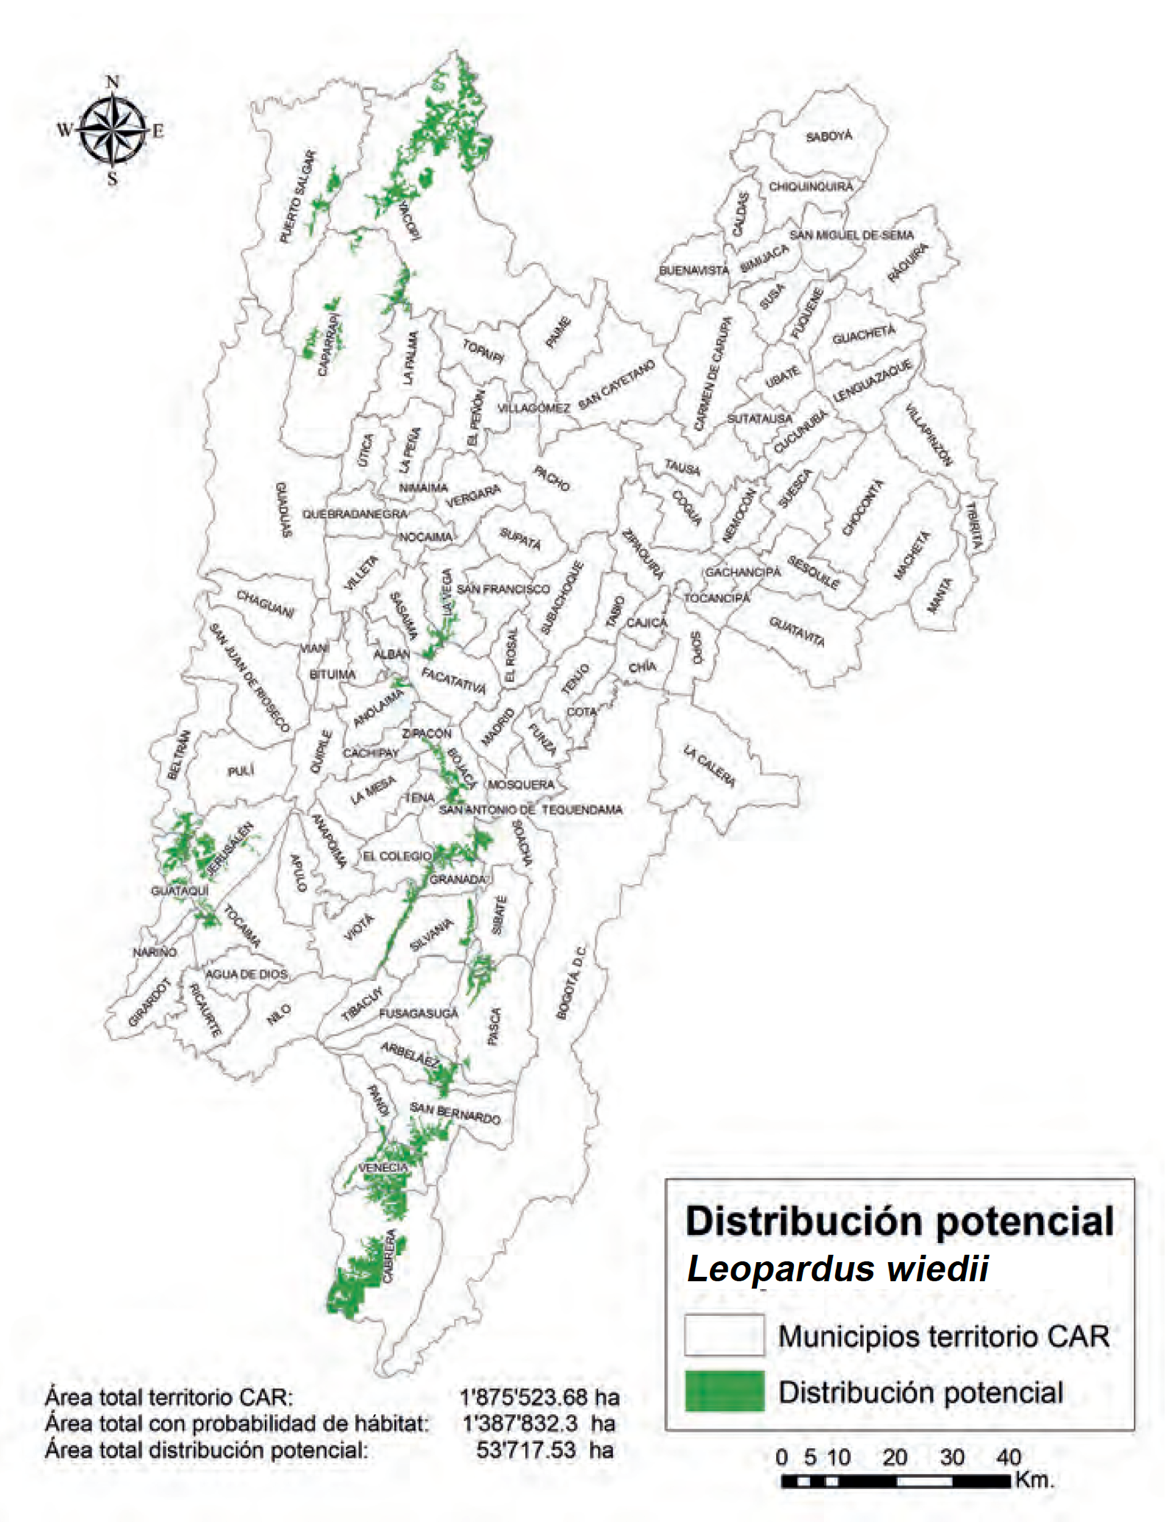 N
W
E
S
SABOYÁ
CHIQUINQUIRÁ
CALDAS
SAN MIGUEL DE SEMA
BUENAVISTA
SIMIJACA
RÁQUIRA
SUSA
FÚQUENE
GUACHETÁ
CARMEN DE CARUPA
UBATÉ
LENGUAZAQUE
SUTATAUSA
CUCUNUBÁ
VILLAPINZÓN
PUERTO SALGAR
YACOPÍ
CAPARRAPÍ
LA PALMA
TOPAIPÍ
PAIME
SAN CAYETANO
EL PEÑÓN
VILLAGÓMEZ
ÚTICA
LA PEÑA
NIMAIMA
VERGARA
PACHO
TAUSA
COGUA
NEMOCÓN
SUESCA
CHOCONTÁ
TIBIRITA
MACHETÁ
MANTA
GUADUAS
QUEBRADANEGRA
NOCAIMA
SUPATÁ
ZIPAQUIRÁ
GACHANCIPÁ
SESQUILÉ
TOCANCIPÁ
GUATAVITA
VILLETA
SASAIMA
LA VEGA
SAN FRANCISCO
SUBACHOQUE
TABIO
CAJICÁ
SOPÓ
CHAGUANÍ
SAN JUAN DE RIOSECO
VIANÍ
BITUIMA
ALBÁN
FACATATIVÁ
EL ROSAL
TENJO
CHÍA
ANOLAIMA
ZIPACÓN
MADRID
FUNZA
COTA
LA CALERA
BELTRÁN
PULÍ
QUIPILE
CACHIPAY
BOJACÁ
LA MESA
TENA
MOSQUERA
SAN ANTONIO DE TEQUENDAMA
JERUSALÉN
ANAPOIMA
APULO
EL COLEGIO
SOACHA
GUATAQUÍ
GRANADA
TOCAIMA
VIOTÁ
SILVANIA
SIBATÉ
NARIÑO
AGUA DE DIOS
GIRARDOT
RICAURTE
NILO
TIBACUY
FUSAGASUGÁ
PASCA
BOGOTÁ, D.C.
ARBELÁEZ
PANDI
SAN BERNARDO
VENECIA
CABRERA
Distribución potencial
Leopardus wiedii
Municipios territorio CAR
Distribución potencial
Área total territorio CAR: 1'875'523.68 ha
Área total con probabilidad de hábitat: 1'387'832.3 ha
Área total distribución potencial: 53'717.53 ha
0 5 10 20 30 40
Km.